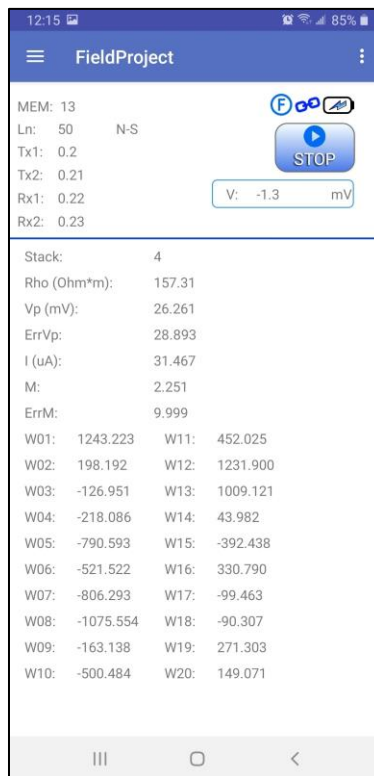 12:15 85%
FieldProject
MEM: 13 F
Ln: 50 N-S
STOP
Tx1: 0.2
Tx2: 0.21
Rx1: 0.22 V: -1.3 mV
Rx2: 0.23
Stack: 4
Rho (Ohm*m): 157.31
Vp (mV): 26.261
ErrVp: 28.893
I (uA): 31.467
M: 2.251
ErrM: 9.999
W01: 1243.223 W11: 452.025
W02: 198.192 W12: 1231.900
W03: -126.951 W13: 1009.121
W04: -218.086 W14: 43.982
W05: -790.593 W15: -392.438
W06: -521.522 W16: 330.790
W07: -806.293 W17: -99.463
W08: -1075.554 W18: -90.307
W09: -163.138 W19: 271.303
W10: -500.484 W20: 149.071